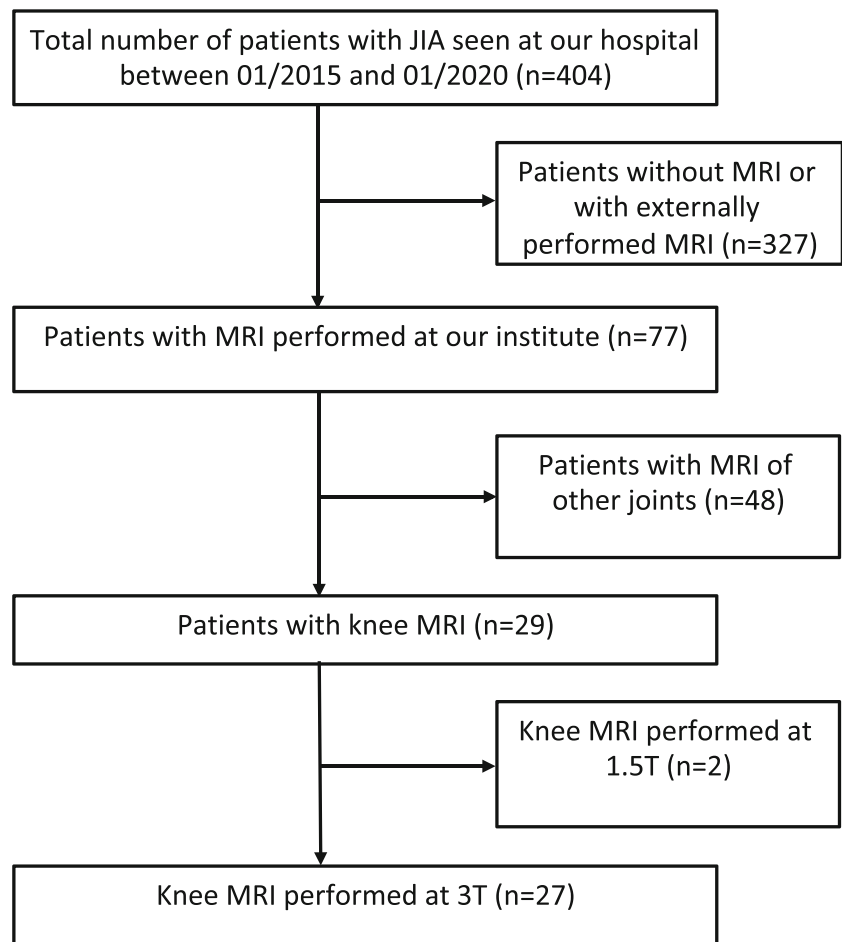 Total number of patients with JIA seen at our hospital
between 01/2015 and 01/2020 (n=404)
Patients without MRI or
with externally
performed MRI (n=327)
Patients with MRI performed at our institute (n=77)
Patients with MRI of
other joints (n=48)
Patients with knee MRI (n=29)
Knee MRI performed at
1.5T (n=2)
Knee MRI performed at 3T (n=27)